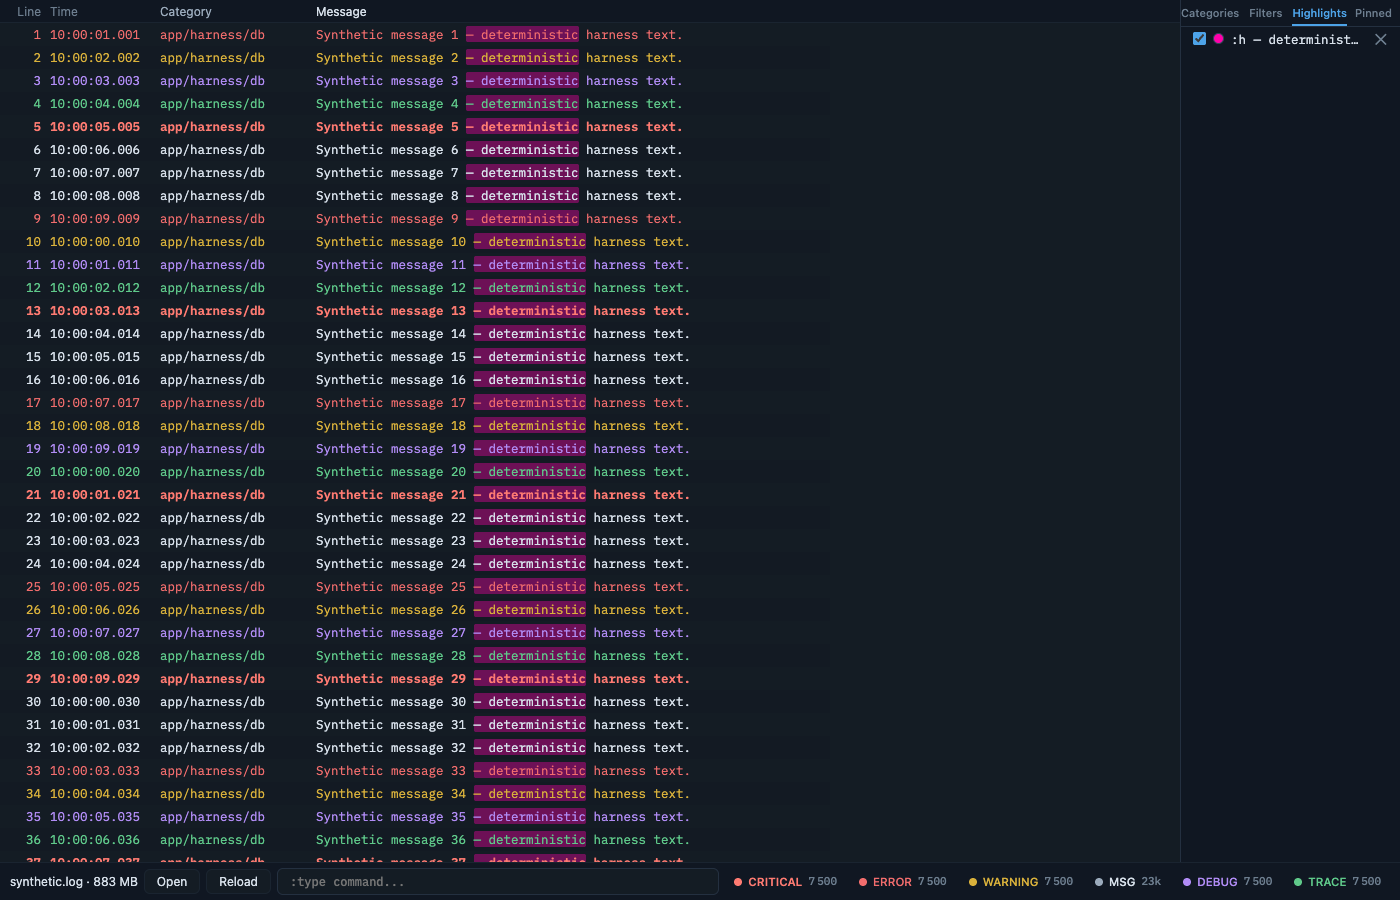 Line Time Category Message
1 10:00:01.001 app/harness/db Synthetic message 1 — deterministic harness text.
2 10:00:02.002 app/harness/db Synthetic message 2 — deterministic harness text.
3 10:00:03.003 app/harness/db Synthetic message 3 — deterministic harness text.
4 10:00:04.004 app/harness/db Synthetic message 4 — deterministic harness text.
5 10:00:05.005 app/harness/db Synthetic message 5 — deterministic harness text.
6 10:00:06.006 app/harness/db Synthetic message 6 — deterministic harness text.
7 10:00:07.007 app/harness/db Synthetic message 7 — deterministic harness text.
8 10:00:08.008 app/harness/db Synthetic message 8 — deterministic harness text.
9 10:00:09.009 app/harness/db Synthetic message 9 — deterministic harness text.
10 10:00:00.010 app/harness/db Synthetic message 10 — deterministic harness text.
11 10:00:01.011 app/harness/db Synthetic message 11 — deterministic harness text.
12 10:00:02.012 app/harness/db Synthetic message 12 — deterministic harness text.
13 10:00:03.013 app/harness/db Synthetic message 13 — deterministic harness text.
14 10:00:04.014 app/harness/db Synthetic message 14 — deterministic harness text.
15 10:00:05.015 app/harness/db Synthetic message 15 — deterministic harness text.
16 10:00:06.016 app/harness/db Synthetic message 16 — deterministic harness text.
17 10:00:07.017 app/harness/db Synthetic message 17 — deterministic harness text.
18 10:00:08.018 app/harness/db Synthetic message 18 — deterministic harness text.
19 10:00:09.019 app/harness/db Synthetic message 19 — deterministic harness text.
20 10:00:00.020 app/harness/db Synthetic message 20 — deterministic harness text.
21 10:00:01.021 app/harness/db Synthetic message 21 — deterministic harness text.
22 10:00:02.022 app/harness/db Synthetic message 22 — deterministic harness text.
23 10:00:03.023 app/harness/db Synthetic message 23 — deterministic harness text.
24 10:00:04.024 app/harness/db Synthetic message 24 — deterministic harness text.
25 10:00:05.025 app/harness/db Synthetic message 25 — deterministic harness text.
26 10:00:06.026 app/harness/db Synthetic message 26 — deterministic harness text.
27 10:00:07.027 app/harness/db Synthetic message 27 — deterministic harness text.
28 10:00:08.028 app/harness/db Synthetic message 28 — deterministic harness text.
29 10:00:09.029 app/harness/db Synthetic message 29 — deterministic harness text.
30 10:00:00.030 app/harness/db Synthetic message 30 — deterministic harness text.
31 10:00:01.031 app/harness/db Synthetic message 31 — deterministic harness text.
32 10:00:02.032 app/harness/db Synthetic message 32 — deterministic harness text.
33 10:00:03.033 app/harness/db Synthetic message 33 — deterministic harness text.
34 10:00:04.034 app/harness/db Synthetic message 34 — deterministic harness text.
35 10:00:05.035 app/harness/db Synthetic message 35 — deterministic harness text.
36 10:00:06.036 app/harness/db Synthetic message 36 — deterministic harness text.
37 10:00:07.037 app/harness/db Synthetic message 37 — deterministic harness text.
Categories Filters Highlights Pinned
:h — determinist…
synthetic.log · 883 MB Open Reload :type command... CRITICAL 7 500 ERROR 7 500 WARNING 7 500 MSG 23k DEBUG 7 500 TRACE 7 500